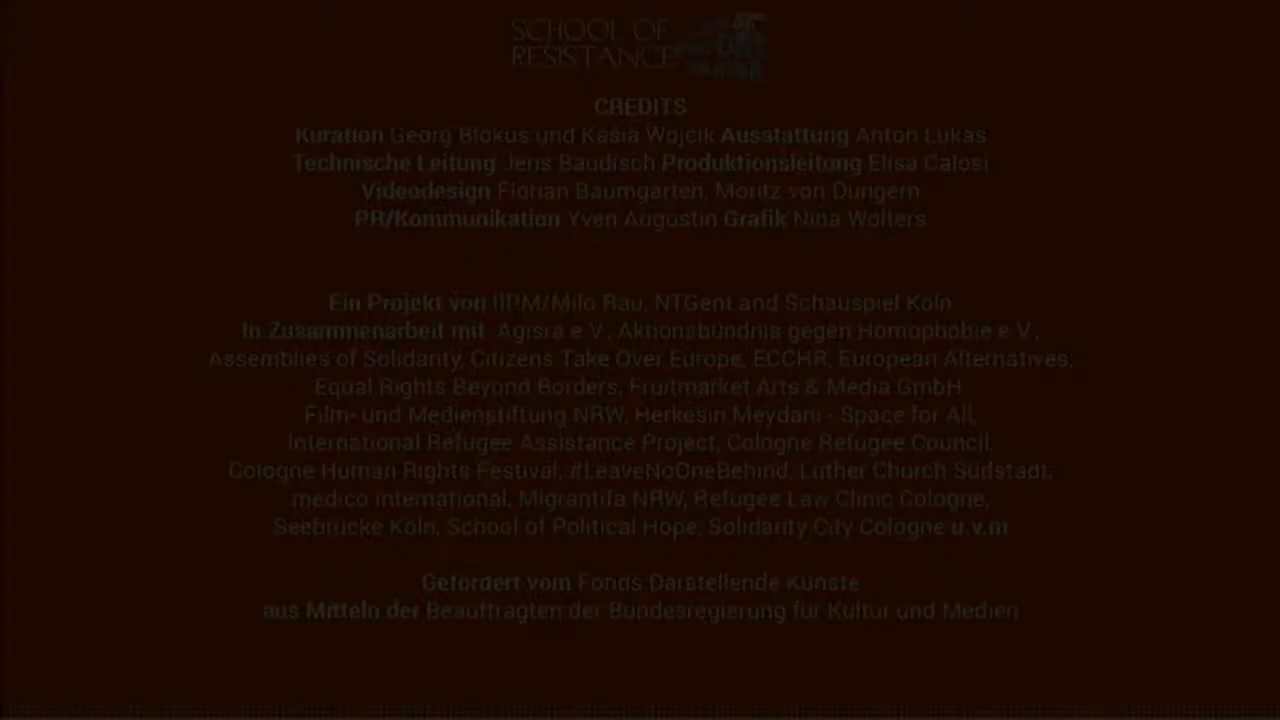 SCHOOL OF
RESISTANCE
CREDITS
Kuration Georg Blokus und Kasia Wojcik Ausstattung Anton Lukas
Technische Leitung Jens Baudisch Produktionsleitung Elisa Calosi
Videodesign Florian Baumgarten, Moritz von Dungern
PR/Kommunikation Yven Augustin Grafik Nina Wolters
Ein Projekt von IIPM/Milo Rau, NTGent and Schauspiel Köln
In Zusammenarbeit mit Agisra e.V., Aktionsbündnis gegen Homophobie e.V.,
Assemblies of Solidarity, Citizens Take Over Europe, ECCHR, European Alternatives,
Equal Rights Beyond Borders, Fruitmarket Arts & Media GmbH
Film- und Medienstiftung NRW, Herkesin Meydanı - Space for All,
International Refugee Assistance Project, Cologne Refugee Council,
Cologne Human Rights Festival, #LeaveNoOneBehind, Luther Church Südstadt,
medico international, Migrantifa NRW, Refugee Law Clinic Cologne,
Seebrücke Köln, School of Political Hope, Solidarity City Cologne u.v.m
Gefördert vom Fonds Darstellende Künste
aus Mitteln der Beauftragten der Bundesregierung für Kultur und Medien